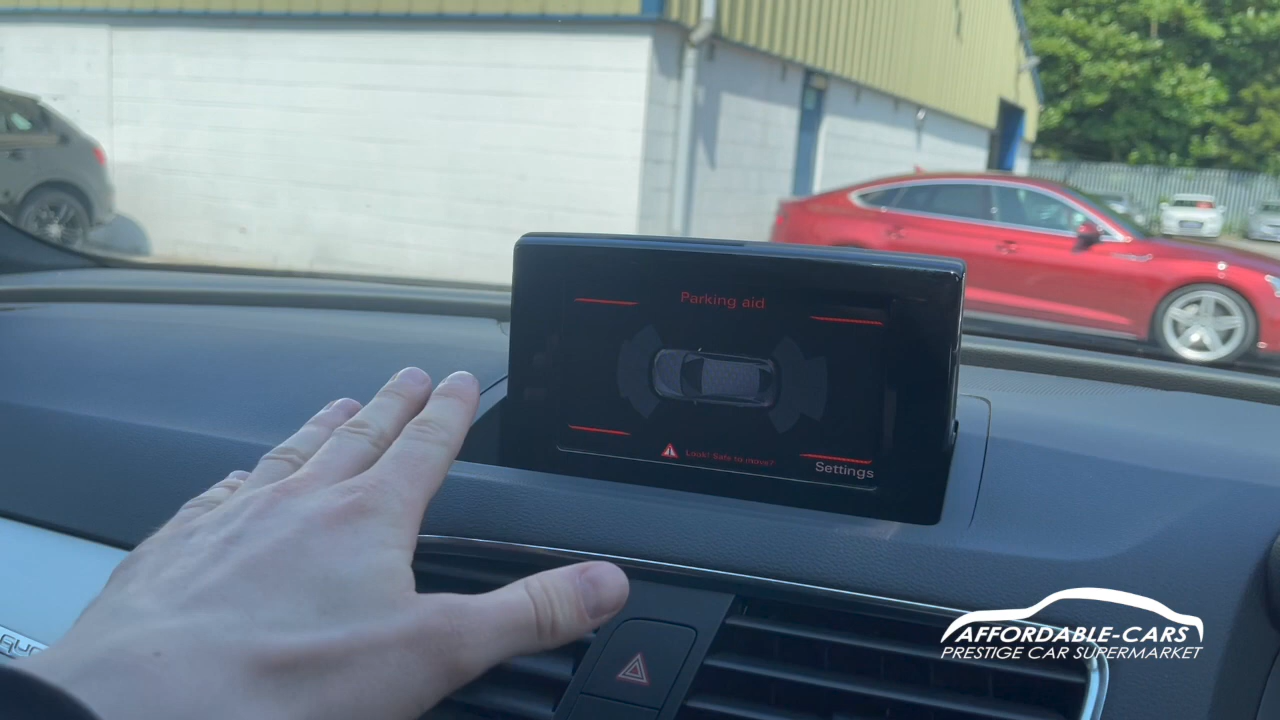 Parking aid
Look! Safe to move?
Settings
AFFORDABLE-CARS
PRESTIGE CAR SUPERMARKET